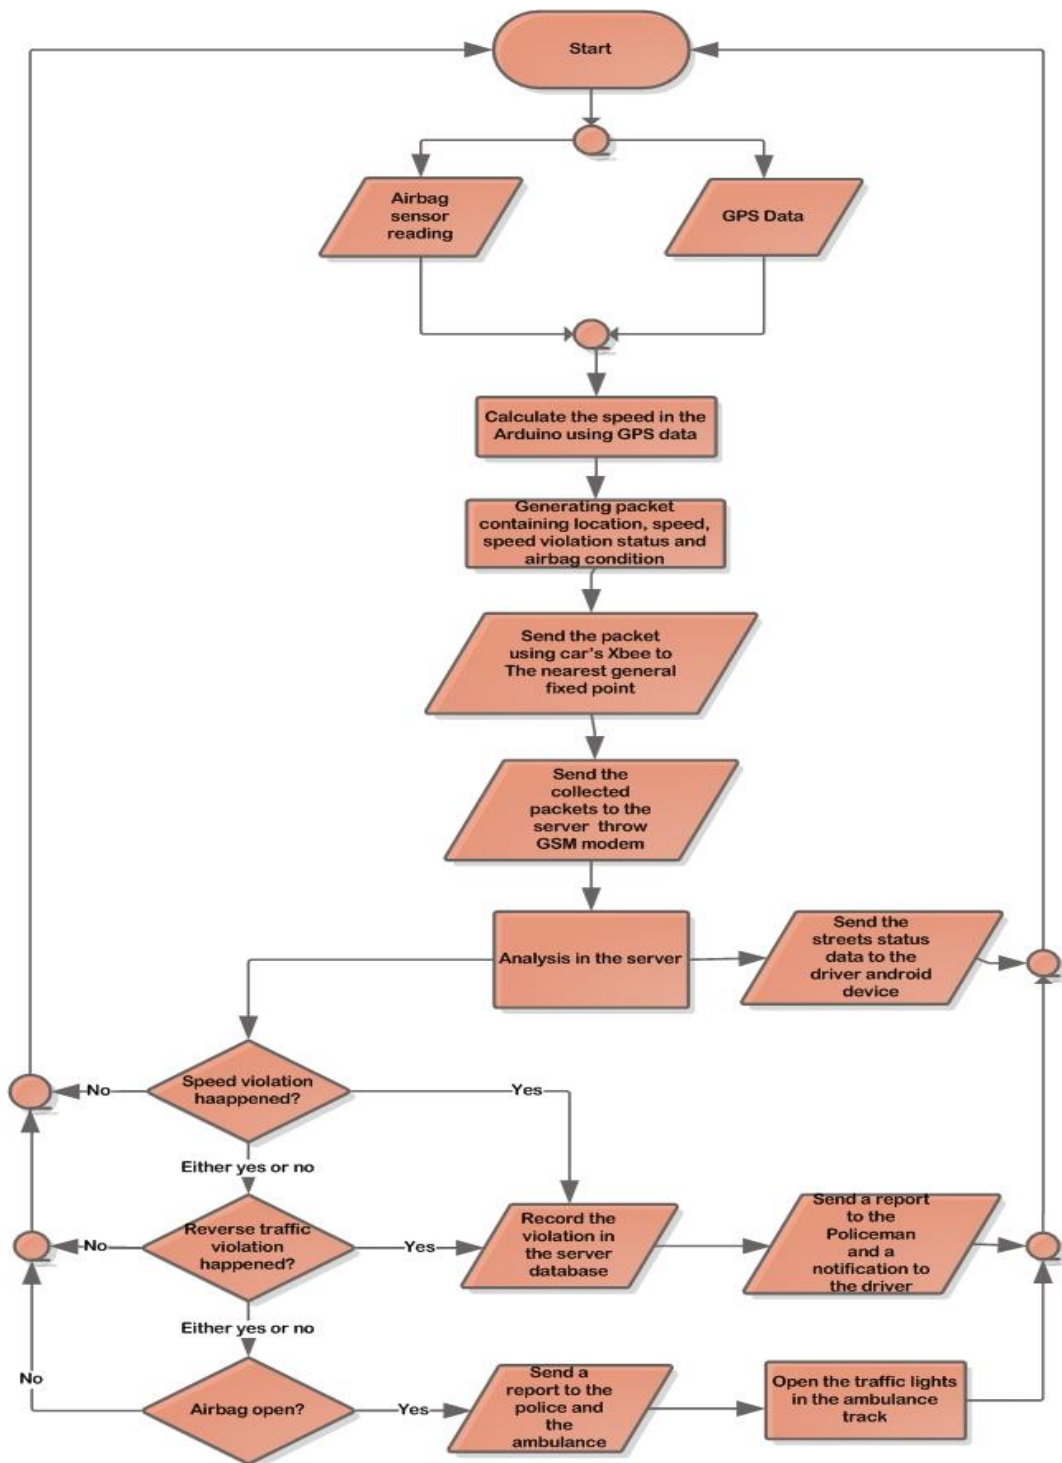 Start
Airbag
sensor
reading
GPS Data
Calculate the speed in the
Arduino using GPS data
Generating packet
containing location, speed,
speed violation status and
airbag condition
Send the packet
using car's Xbee to
The nearest general
fixed point
Send the
collected
packets to the
server throw
GSM modem
Analysis in the server
Send the
streets status
data to the
driver android
device
Speed violation
haappened?
No
Yes
Either yes or no
Reverse traffic
violation
happened?
No
Yes
Record the
violation in
the server
database
Send a report
to the
Policeman
and a
notification to
the driver
Either yes or no
No
Airbag open?
Yes
Send a
report to the
police and
the
ambulance
Open the traffic lights
in the ambulance
track